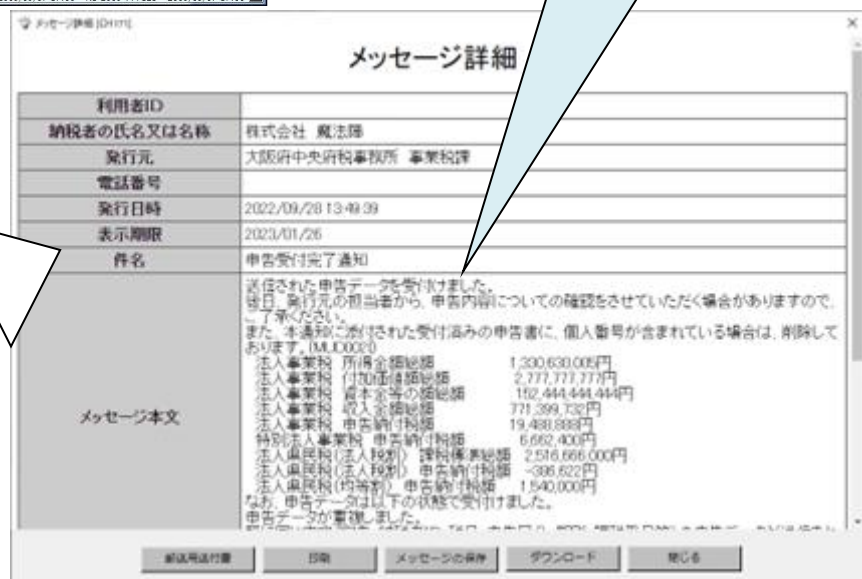 メッセージ詳細
メッセージ詳細
利用者ID
納税者の氏名又は名称 株式会社 魔法陣
発行元 大阪府中央府税事務所 事業税課
電話番号
発行日時 2022/09/28 13:49:39
表示期限 2023/01/26
件名 申告受付完了通知
メッセージ本文
送信された申告データを受付けました。
後日、発行元の担当者から、申告内容についての確認をさせていただく場合がありますので、
ご了承ください。
また、本通知に添付された受付済みの申告書に、個人番号が含まれている場合は、削除して
おります。(MUD0021)
法人事業税 所得金額総額 1,330,630,005円
法人事業税 付加価値額総額 2,777,777,777円
法人事業税 資本金等の額総額 152,444,444,444円
法人事業税 収入金額総額 771,399,732円
法人事業税 申告納付税額 19,488,888円
特別法人事業税 申告納付税額 6,662,400円
法人県民税(法人税割) 課税標準総額 2,516,666,000円
法人県民税(法人税割) 申告納付税額 -386,622円
法人県民税(均等割) 申告納付税額 1,540,000円
なお、申告データは以下の状態で受付けました。
申告データが重複しました。
郵送用送付書 印刷 メッセージの保存 ダウンロード 閉じる